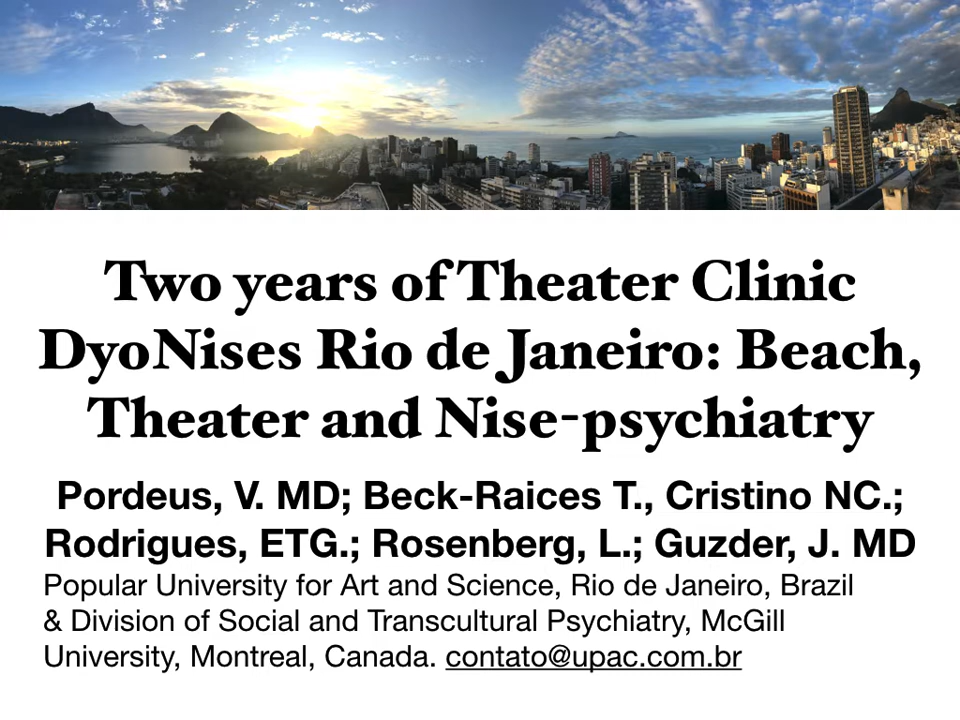 Two years of Theater Clinic
DyoNises Rio de Janeiro: Beach,
Theater and Nise-psychiatry
Pordeus, V. MD; Beck-Raices T., Cristino NC.;
Rodrigues, ETG.; Rosenberg, L.; Guzder, J. MD
Popular University for Art and Science, Rio de Janeiro, Brazil
& Division of Social and Transcultural Psychiatry, McGill
University, Montreal, Canada. contato@upac.com.br